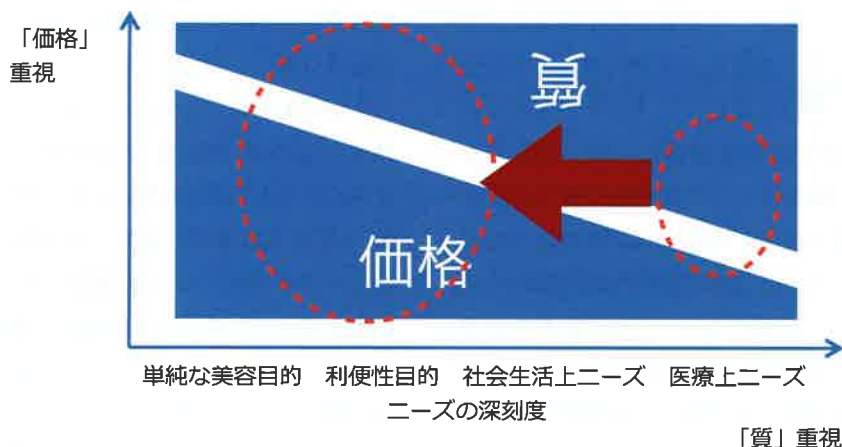 「価格」
重視
質
価格
単純な美容目的 利便性目的 社会生活上ニーズ 医療上ニーズ
ニーズの深刻度
「質」重視